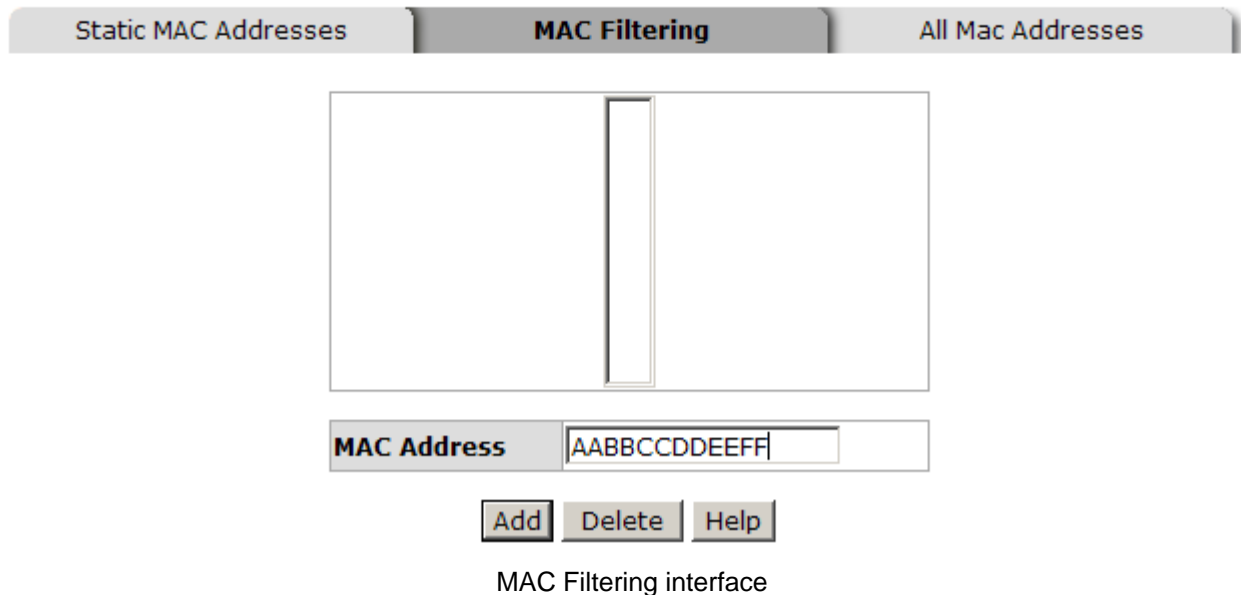 Static MAC Addresses MAC Filtering All Mac Addresses
MAC Address AABBCCDDEEFF
Add Delete Help
MAC Filtering interface